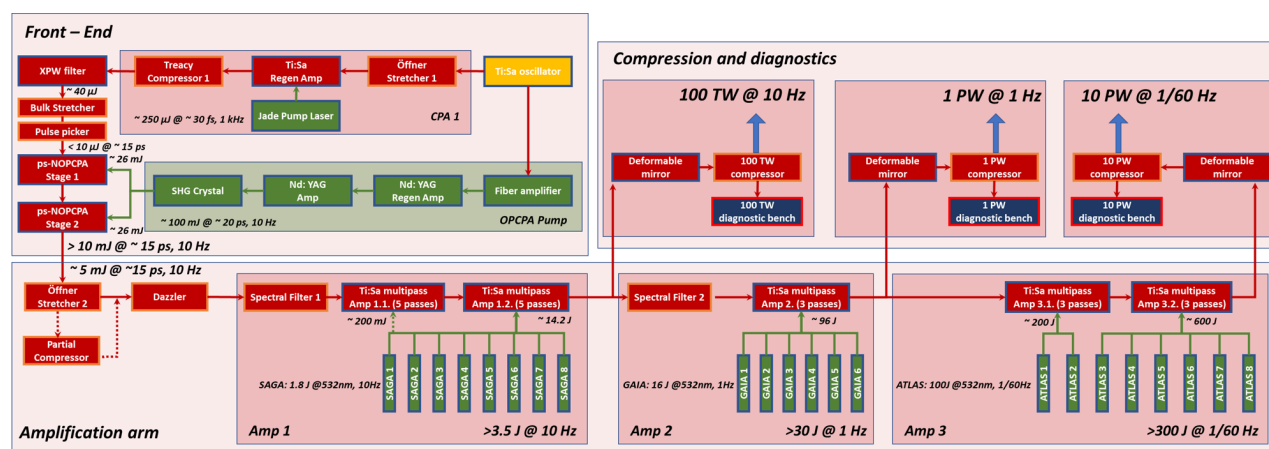 Front – End
XPW filter
Treacy
Compressor 1
Ti:Sa
Regen Amp
Öffner
Stretcher 1
Ti:Sa oscillator
~ 40 µJ
Bulk Stretcher
Jade Pump Laser
~ 250 µJ @ ~ 30 fs, 1 kHz
CPA 1
Pulse picker
< 10 µJ @ ~ 15 ps
~ 26 mJ
ps-NOPCPA
Stage 1
SHG Crystal
Nd: YAG
Amp
Nd: YAG
Regen Amp
Fiber amplifier
ps-NOPCPA
Stage 2
~ 26 mJ
~ 100 mJ @ ~ 20 ps, 10 Hz
OPCPA Pump
> 10 mJ @ ~ 15 ps, 10 Hz
Compression and diagnostics
100 TW @ 10 Hz
1 PW @ 1 Hz
10 PW @ 1/60 Hz
Deformable
mirror
100 TW
compressor
Deformable
mirror
1 PW
compressor
10 PW
compressor
Deformable
mirror
100 TW
diagnostic bench
1 PW
diagnostic bench
10 PW
diagnostic bench
~ 5 mJ @ ~15 ps, 10 Hz
Öffner
Stretcher 2
Dazzler
Partial
Compressor
Spectral Filter 1
Ti:Sa multipass
Amp 1.1. (5 passes)
Ti:Sa multipass
Amp 1.2. (5 passes)
~ 200 mJ
~ 14.2 J
SAGA: 1.8 J @532nm, 10Hz
SAGA 1
SAGA 2
SAGA 3
SAGA 4
SAGA 5
SAGA 6
SAGA 7
SAGA 8
Amp 1
>3.5 J @ 10 Hz
Spectral Filter 2
Ti:Sa multipass
Amp 2. (3 passes)
~ 96 J
GAIA: 16 J @532nm, 1Hz
GAIA 1
GAIA 2
GAIA 3
GAIA 4
GAIA 5
GAIA 6
Amp 2
>30 J @ 1 Hz
Ti:Sa multipass
Amp 3.1. (3 passes)
Ti:Sa multipass
Amp 3.2. (3 passes)
~ 200 J
~ 600 J
ATLAS: 100J @532nm, 1/60Hz
ATLAS 1
ATLAS 2
ATLAS 3
ATLAS 4
ATLAS 5
ATLAS 6
ATLAS 7
ATLAS 8
Amp 3
>300 J @ 1/60 Hz
Amplification arm